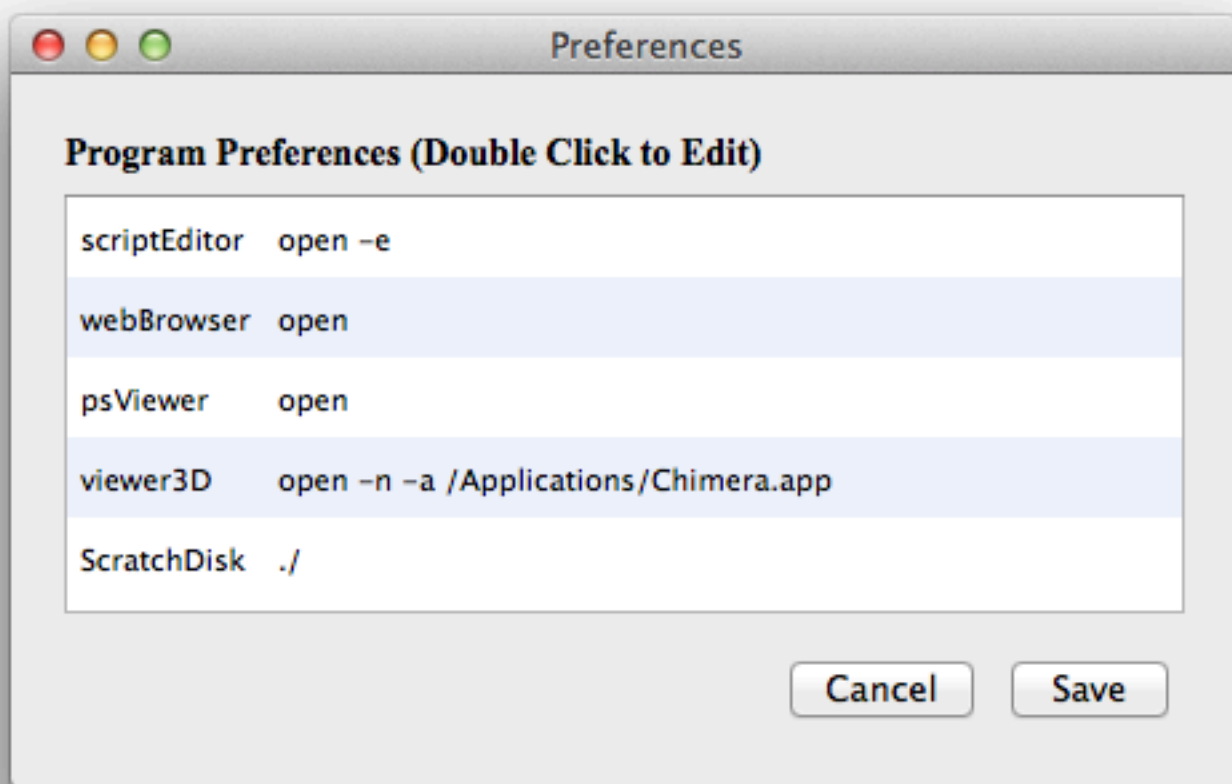 Preferences
Program Preferences (Double Click to Edit)
scriptEditor open -e
webBrowser open
psViewer open
viewer3D open -n -a /Applications/Chimera.app
ScratchDisk ./
Cancel Save